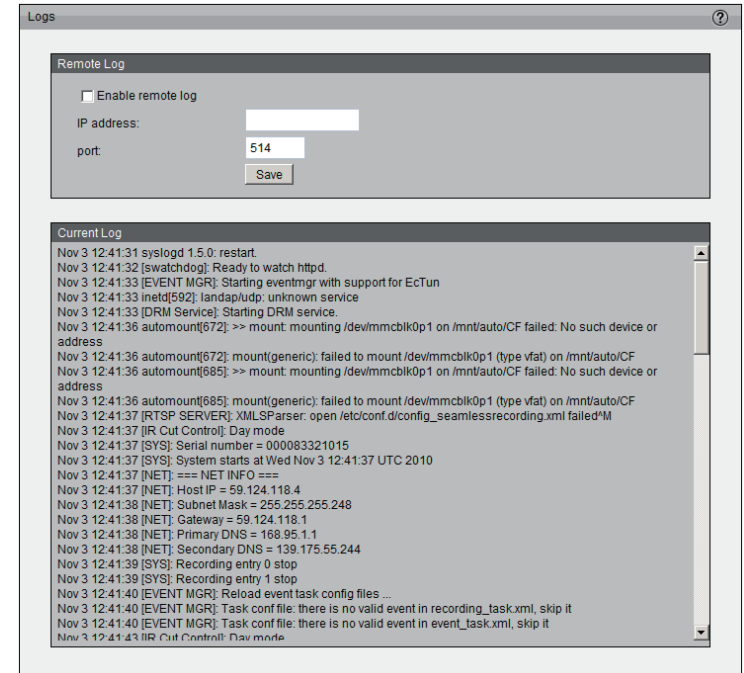 Logs
?
Remote Log
Enable remote log
IP address:
port:
514
Save
Current Log
Nov 3 12:41:31 syslogd 1.5.0: restart.
Nov 3 12:41:32 [swatchdog]: Ready to watch httpd.
Nov 3 12:41:33 [EVENT MGR]: Starting eventmgr with support for EcTun
Nov 3 12:41:33 inetd[592]: landap/udp: unknown service
Nov 3 12:41:33 [DRM Service]: Starting DRM service.
Nov 3 12:41:36 automount[672]: >> mount: mounting /dev/mmcblk0p1 on /mnt/auto/CF failed: No such device or
address
Nov 3 12:41:36 automount[672]: mount(generic): failed to mount /dev/mmcblk0p1 (type vfat) on /mnt/auto/CF
Nov 3 12:41:36 automount[685]: >> mount: mounting /dev/mmcblk0p1 on /mnt/auto/CF failed: No such device or
address
Nov 3 12:41:36 automount[685]: mount(generic): failed to mount /dev/mmcblk0p1 (type vfat) on /mnt/auto/CF
Nov 3 12:41:37 [RTSP SERVER]: XMLSParser: open /etc/conf.d/config_seamlessrecording.xml failed^M
Nov 3 12:41:37 [IR Cut Control]: Day mode
Nov 3 12:41:37 [SYS]: Serial number = 000083321015
Nov 3 12:41:37 [SYS]: System starts at Wed Nov 3 12:41:37 UTC 2010
Nov 3 12:41:37 [NET]: === NET INFO ===
Nov 3 12:41:37 [NET]: Host IP = 59.124.118.4
Nov 3 12:41:38 [NET]: Subnet Mask = 255.255.255.248
Nov 3 12:41:38 [NET]: Gateway = 59.124.118.1
Nov 3 12:41:38 [NET]: Primary DNS = 168.95.1.1
Nov 3 12:41:38 [NET]: Secondary DNS = 139.175.55.244
Nov 3 12:41:39 [SYS]: Recording entry 0 stop
Nov 3 12:41:39 [SYS]: Recording entry 1 stop
Nov 3 12:41:40 [EVENT MGR]: Reload event task config files ...
Nov 3 12:41:40 [EVENT MGR]: Task conf file: there is no valid event in recording_task.xml, skip it
Nov 3 12:41:40 [EVENT MGR]: Task conf file: there is no valid event in event_task.xml, skip it
Nov 3 12:41:43 [IR Cut Control]: Day mode